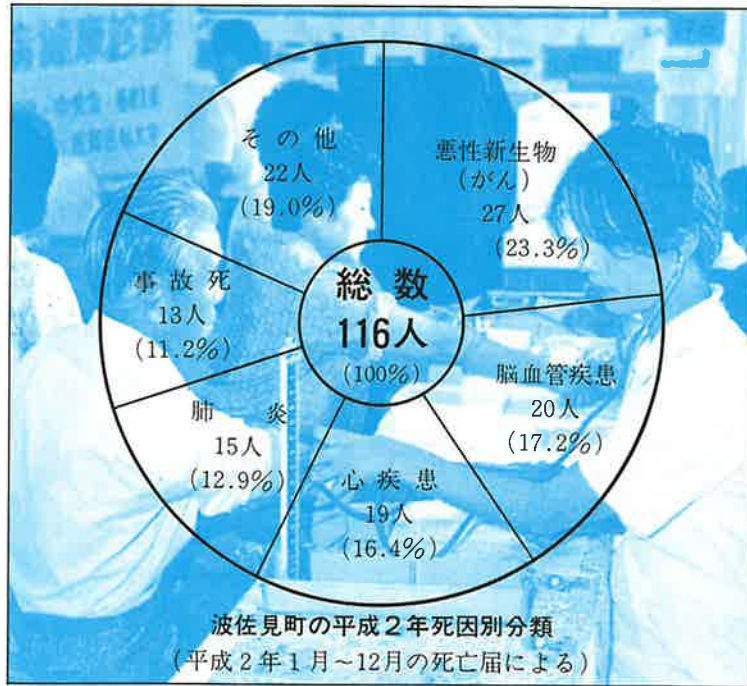 悪性新生物
(がん)
27人
(23.3%)
脳血管疾患
20人
(17.2%)
心疾患
19人
(16.4%)
肺炎
15人
(12.9%)
事故死
13人
(11.2%)
その他
22人
(19.0%)
総数
116人
(100%)
波佐見町の平成2年死因別分類
(平成2年1月~12月の死亡届による)